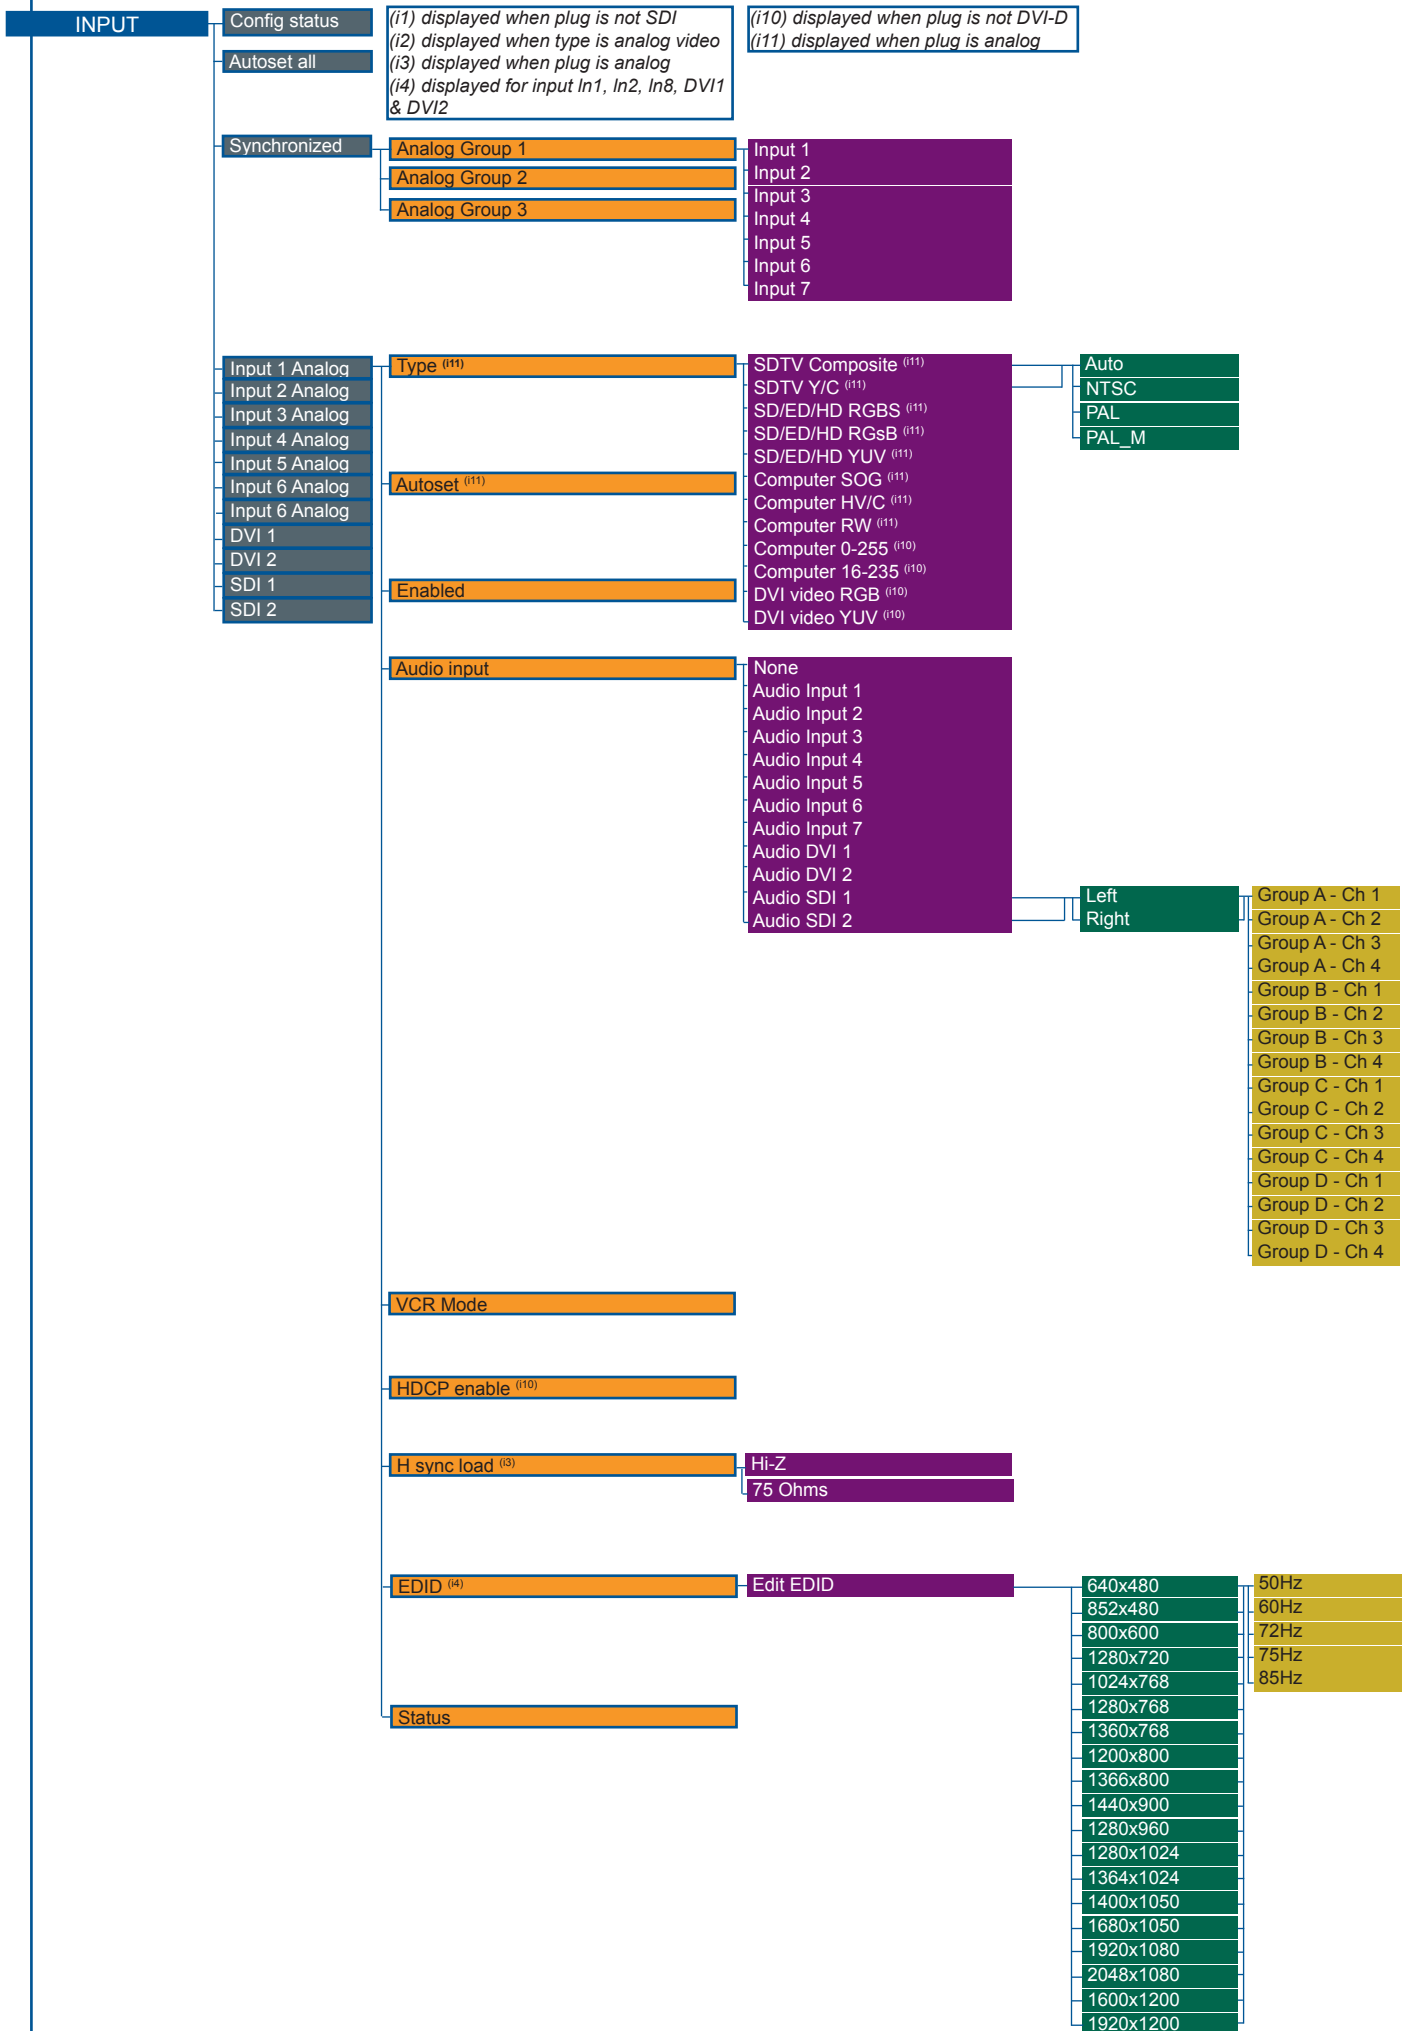 INPUT
Config status
Autoset all
(i1) displayed when plug is not SDI
(i2) displayed when type is analog video
(i3) displayed when plug is analog
(i4) displayed for input In1, In2, In8, DVI1
& DVI2
(i10) displayed when plug is not DVI-D
(i11) displayed when plug is analog
Synchronized
Analog Group 1
Analog Group 2
Analog Group 3
Input 1
Input 2
Input 3
Input 4
Input 5
Input 6
Input 7
Input 1 Analog
Input 2 Analog
Input 3 Analog
Input 4 Analog
Input 5 Analog
Input 6 Analog
Input 6 Analog
DVI 1
DVI 2
SDI 1
SDI 2
Type (i11)
SDTV Composite (i11)
SDTV Y/C (i11)
SD/ED/HD RGBS (i11)
SD/ED/HD RGsB (i11)
SD/ED/HD YUV (i11)
Computer SOG (i11)
Computer HV/C (i11)
Computer RW (i11)
Computer 0-255 (i10)
Computer 16-235 (i10)
DVI video RGB (i10)
DVI video YUV (i10)
Auto
NTSC
PAL
PAL_M
Autoset (i11)
Enabled
Audio input
None
Audio Input 1
Audio Input 2
Audio Input 3
Audio Input 4
Audio Input 5
Audio Input 6
Audio Input 7
Audio DVI 1
Audio DVI 2
Audio SDI 1
Audio SDI 2
Left
Right
Group A - Ch 1
Group A - Ch 2
Group A - Ch 3
Group A - Ch 4
Group B - Ch 1
Group B - Ch 2
Group B - Ch 3
Group B - Ch 4
Group C - Ch 1
Group C - Ch 2
Group C - Ch 3
Group C - Ch 4
Group D - Ch 1
Group D - Ch 2
Group D - Ch 3
Group D - Ch 4
VCR Mode
HDCP enable (i10)
H sync load (i3)
Hi-Z
75 Ohms
EDID (i4)
Edit EDID
640x480
852x480
800x600
1280x720
1024x768
1280x768
1360x768
1200x800
1366x800
1440x900
1280x960
1280x1024
1364x1024
1400x1050
1680x1050
1920x1080
2048x1080
1600x1200
1920x1200
50Hz
60Hz
72Hz
75Hz
85Hz
Status